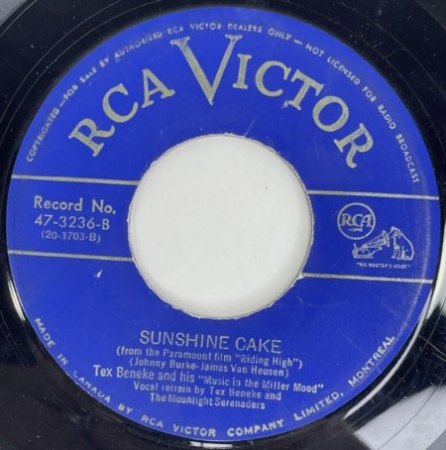 COPYRIGHTED—FOR SALE BY AUTHORIZED RCA VICTOR DEALERS ONLY—NOT LICENSED FOR RADIO BROADCAST
RCA VICTOR
Record No.
47-3236-B
(20-3703-B)
RCA
"HIS MASTER'S VOICE"
SUNSHINE CAKE
(from the Paramount film "Riding High")
(Johnny Burke-James Van Heusen)
Tex Beneke and his "Music in the Miller Mood"
Vocal refrain by Tex Beneke and
The Moonlight Serenaders
MADE IN CANADA BY RCA VICTOR COMPANY LIMITED, MONTREAL